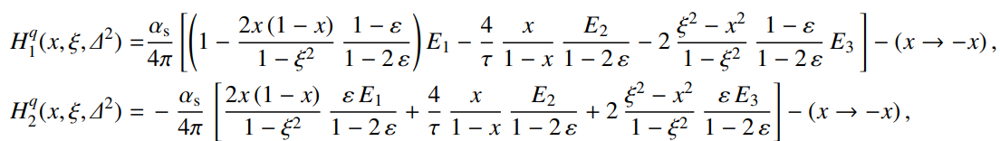 $H_1^q(x, \xi, \Delta^2) = \frac{\alpha_s}{4\pi} \left[ \left( 1 - \frac{2x(1-x)}{1-\xi^2} \frac{1-\varepsilon}{1-2\varepsilon} \right) E_1 - \frac{4}{\tau} \frac{x}{1-x} \frac{E_2}{1-2\varepsilon} - 2 \frac{\xi^2-x^2}{1-\xi^2} \frac{1-\varepsilon}{1-2\varepsilon} E_3 \right] - (x \to -x) ,$
$H_2^q(x, \xi, \Delta^2) = - \frac{\alpha_s}{4\pi} \left[ \frac{2x(1-x)}{1-\xi^2} \frac{\varepsilon E_1}{1-2\varepsilon} + \frac{4}{\tau} \frac{x}{1-x} \frac{E_2}{1-2\varepsilon} + 2 \frac{\xi^2-x^2}{1-\xi^2} \frac{\varepsilon E_3}{1-2\varepsilon} \right] - (x \to -x) ,$